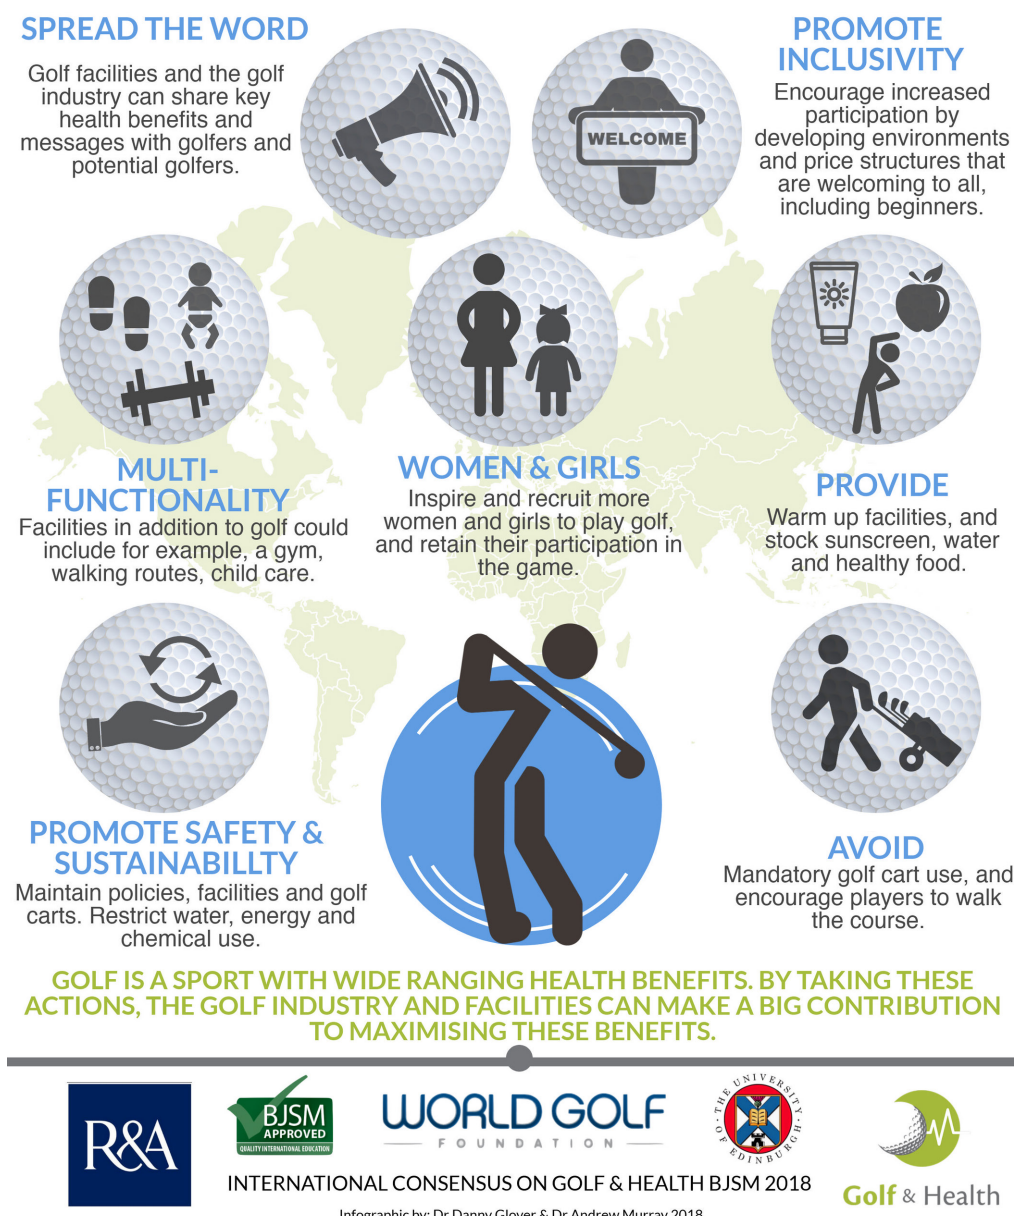 SPREAD THE WORD
Golf facilities and the golf
industry can share key
health benefits and
messages with golfers and
potential golfers.
WELCOME
PROMOTE
INCLUSIVITY
Encourage increased
participation by
developing environments
and price structures that
are welcoming to all,
including beginners.
MULTI-
FUNCTIONALITY
Facilities in addition to golf could
include for example, a gym,
walking routes, child care.
WOMEN & GIRLS
Inspire and recruit more
women and girls to play golf,
and retain their participation in
the game.
PROVIDE
Warm up facilities, and
stock sunscreen, water
and healthy food.
PROMOTE SAFETY &
SUSTAINABILLTY
Maintain policies, facilities and golf
carts. Restrict water, energy and
chemical use.
AVOID
Mandatory golf cart use, and
encourage players to walk
the course.
GOLF IS A SPORT WITH WIDE RANGING HEALTH BENEFITS. BY TAKING THESE
ACTIONS, THE GOLF INDUSTRY AND FACILITIES CAN MAKE A BIG CONTRIBUTION
TO MAXIMISING THESE BENEFITS.
R&A
BJSM
APPROVED
QUALITY INTERNATIONAL EDUCATION
WORLD GOLF
FOUNDATION
THE UNIVERSITY OF EDINBURGH
Golf & Health
INTERNATIONAL CONSENSUS ON GOLF & HEALTH BJSM 2018
Infographic by: Dr Danny Glover & Dr Andrew Murray 2018